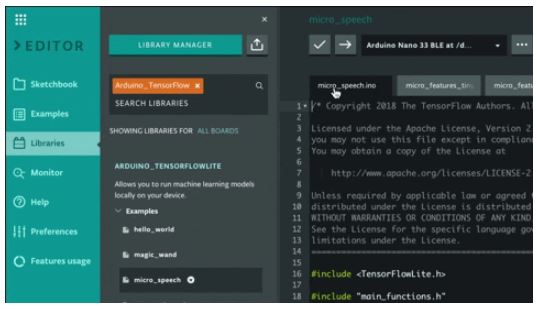 >EDITOR
Sketchbook
Examples
Libraries
Monitor
Help
Preferences
Features usage
×
LIBRARY MANAGER
Arduino_TensorFlow ×
SEARCH LIBRARIES
SHOWING LIBRARIES FOR ALL BOARDS
ARDUINO_TENSORFLOWLITE
Allows you to run machine learning models
locally on your device.
Examples
hello_world
magic_wand
micro_speech
micro_speech
Arduino Nano 33 BLE at /d...
micro_speech.ino
micro_features_tiny
micro_featu
1 /* Copyright 2018 The TensorFlow Authors. All
2
3 Licensed under the Apache License, Version 2
4 you may not use this file except in complianc
5 You may obtain a copy of the License at
6
7 http://www.apache.org/licenses/LICENSE-2
8
9 Unless required by applicable law or agreed t
10 distributed under the License is distributed
11 WITHOUT WARRANTIES OR CONDITIONS OF ANY KIND
12 See the License for the specific language gov
13 limitations under the License.
14 ==============================================
15
16 #include <TensorFlowLite.h>
17
18 #include "main_functions.h"